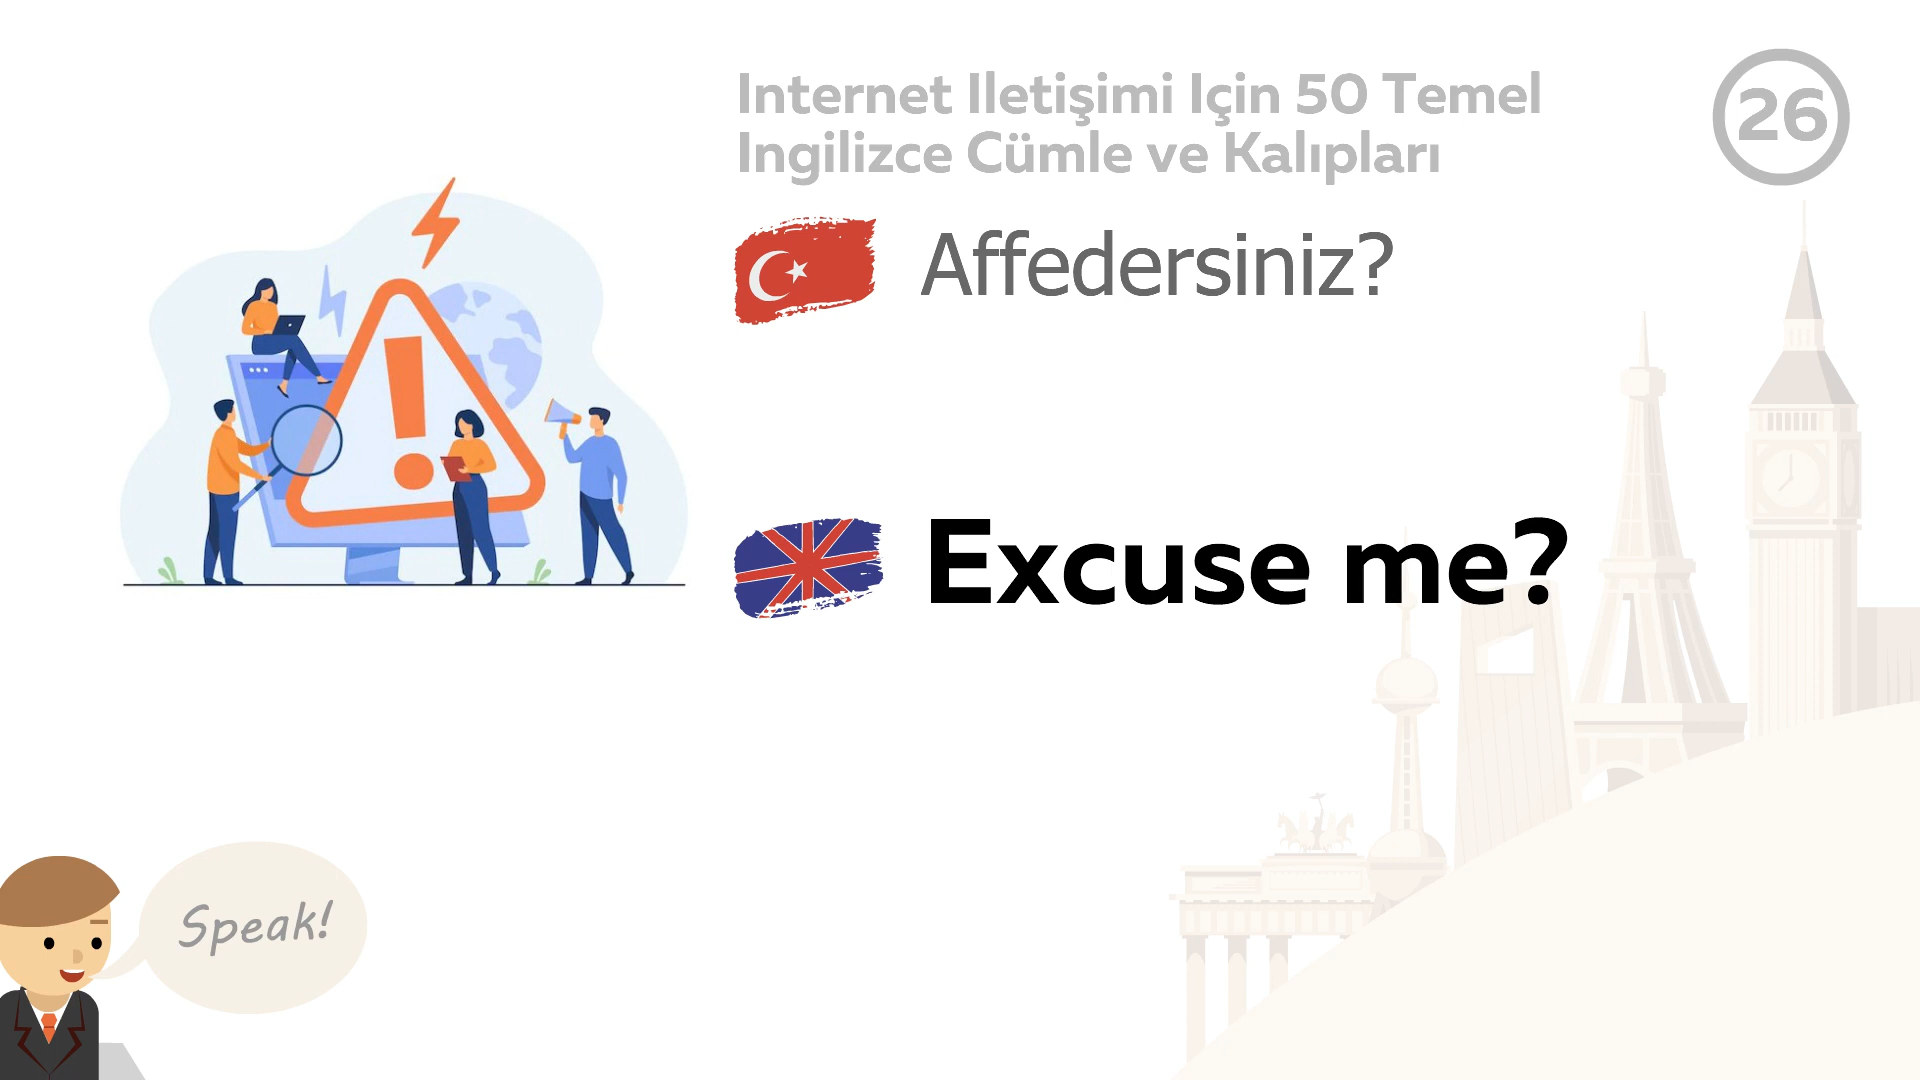 Internet Iletişimi Için 50 Temel
Ingilizce Cümle ve Kalıpları
26
Affedersiniz?
Excuse me?
Speak!